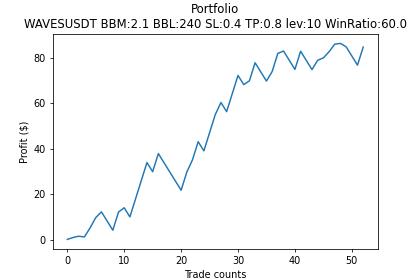 Portfolio
WAVESUSDT BBM:2.1 BBL:240 SL:0.4 TP:0.8 lev:10 WinRatio:60.0
80
60
40
20
0
Profit ($)
0 10 20 30 40 50
Trade counts